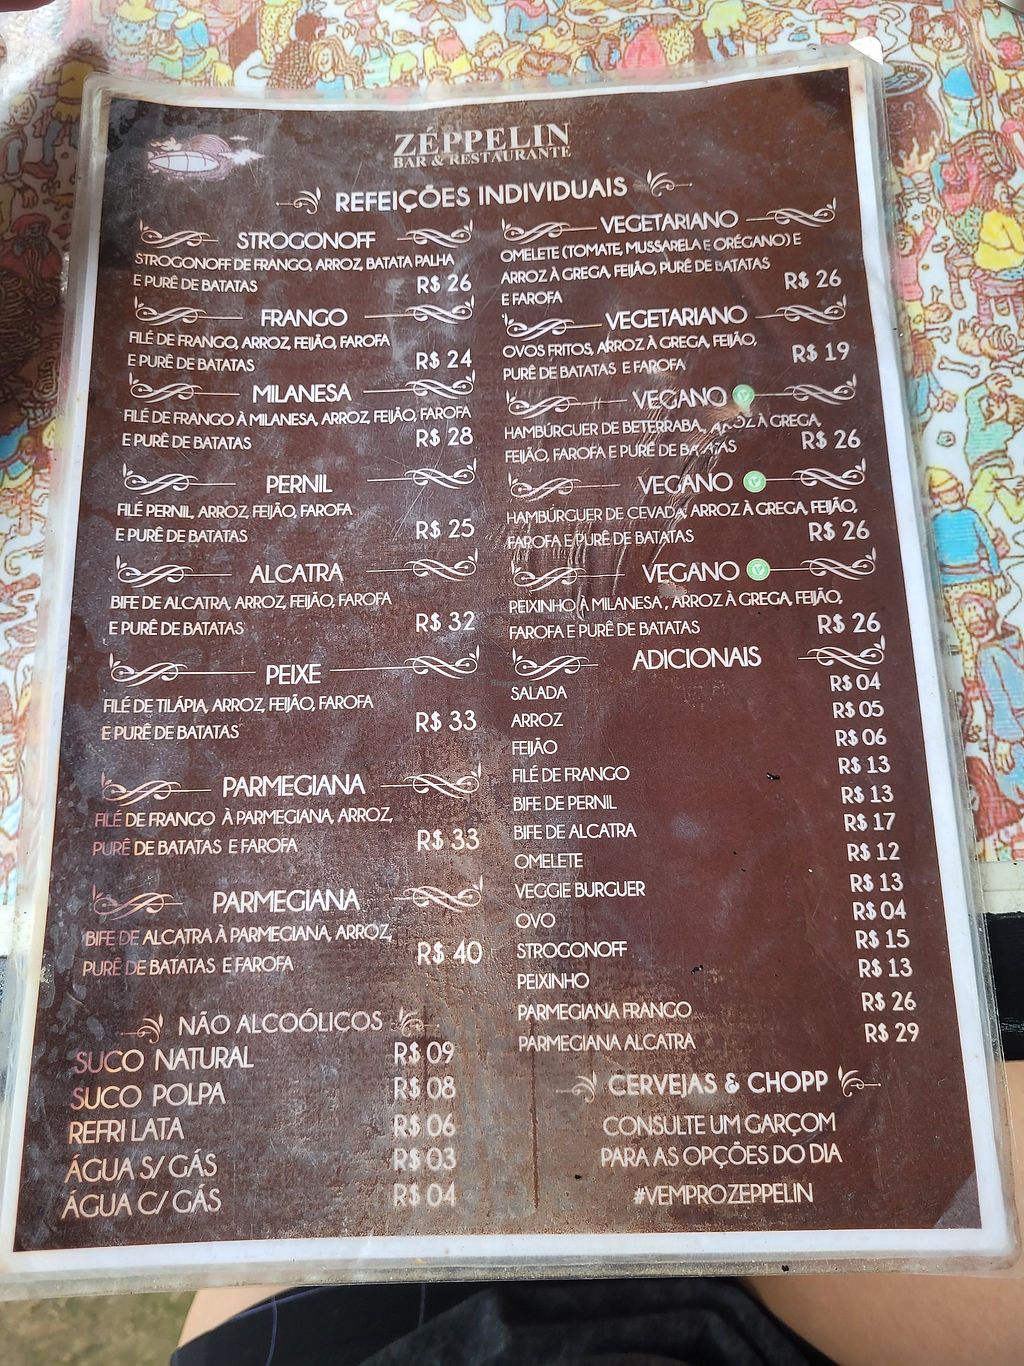 ZÉPPELIN
BAR & RESTAURANTE
REFEIÇÕES INDIVIDUAIS
STROGONOFF
STROGONOFF DE FRANGO, ARROZ, BATATA PALHA
E PURÊ DE BATATAS R$ 26
FRANGO
FILÉ DE FRANGO, ARROZ, FEIJÃO, FAROFA
E PURÊ DE BATATAS R$ 24
MILANESA
FILÉ DE FRANGO À MILANESA, ARROZ, FEIJÃO, FAROFA
E PURÊ DE BATATAS R$ 28
PERNIL
FILÉ PERNIL, ARROZ, FEIJÃO, FAROFA
E PURÊ DE BATATAS R$ 25
ALCATRA
BIFE DE ALCATRA, ARROZ, FEIJÃO, FAROFA
E PURÊ DE BATATAS R$ 32
PEIXE
FILÉ DE TILÁPIA, ARROZ, FEIJÃO, FAROFA
E PURÊ DE BATATAS R$ 33
PARMEGIANA
FILÉ DE FRANGO À PARMEGIANA, ARROZ,
PURÊ DE BATATAS E FAROFA R$ 33
PARMEGIANA
BIFE DE ALCATRA À PARMEGIANA, ARROZ,
PURÊ DE BATATAS E FAROFA R$ 40
NÃO ALCOÓLICOS
SUCO NATURAL R$ 09
SUCO POLPA R$ 08
REFRI LATA R$ 06
ÁGUA S/ GÁS R$ 03
ÁGUA C/ GÁS R$ 04
VEGETARIANO
OMELETE (TOMATE, MUSSARELA E ORÉGANO) E
ARROZ À GREGA, FEIJÃO, PURÊ DE BATATAS R$ 26
E FAROFA
VEGETARIANO
OVOS FRITOS, ARROZ À GREGA, FEIJÃO, R$ 19
PURÊ DE BATATAS E FAROFA
VEGANO
HAMBÚRGUER DE BETERRABA, ARROZ À GREGA,
FEIJÃO, FAROFA E PURÊ DE BATATAS R$ 26
VEGANO
HAMBÚRGUER DE CEVADA, ARROZ À GREGA, FEIJÃO,
FAROFA E PURÊ DE BATATAS R$ 26
VEGANO
PEIXINHO À MILANESA, ARROZ À GREGA, FEIJÃO,
FAROFA E PURÊ DE BATATAS R$ 26
ADICIONAIS
SALADA R$ 04
ARROZ R$ 05
FEIJÃO R$ 06
FILÉ DE FRANGO R$ 13
BIFE DE PERNIL R$ 13
BIFE DE ALCATRA R$ 17
OMELETE R$ 12
VEGGIE BURGUER R$ 13
OVO R$ 04
STROGONOFF R$ 15
PEIXINHO R$ 13
PARMEGIANA FRANGO R$ 26
PARMEGIANA ALCATRA R$ 29
CERVEJAS & CHOPP
CONSULTE UM GARÇOM
PARA AS OPÇÕES DO DIA
#VEMPROZEPPELIN